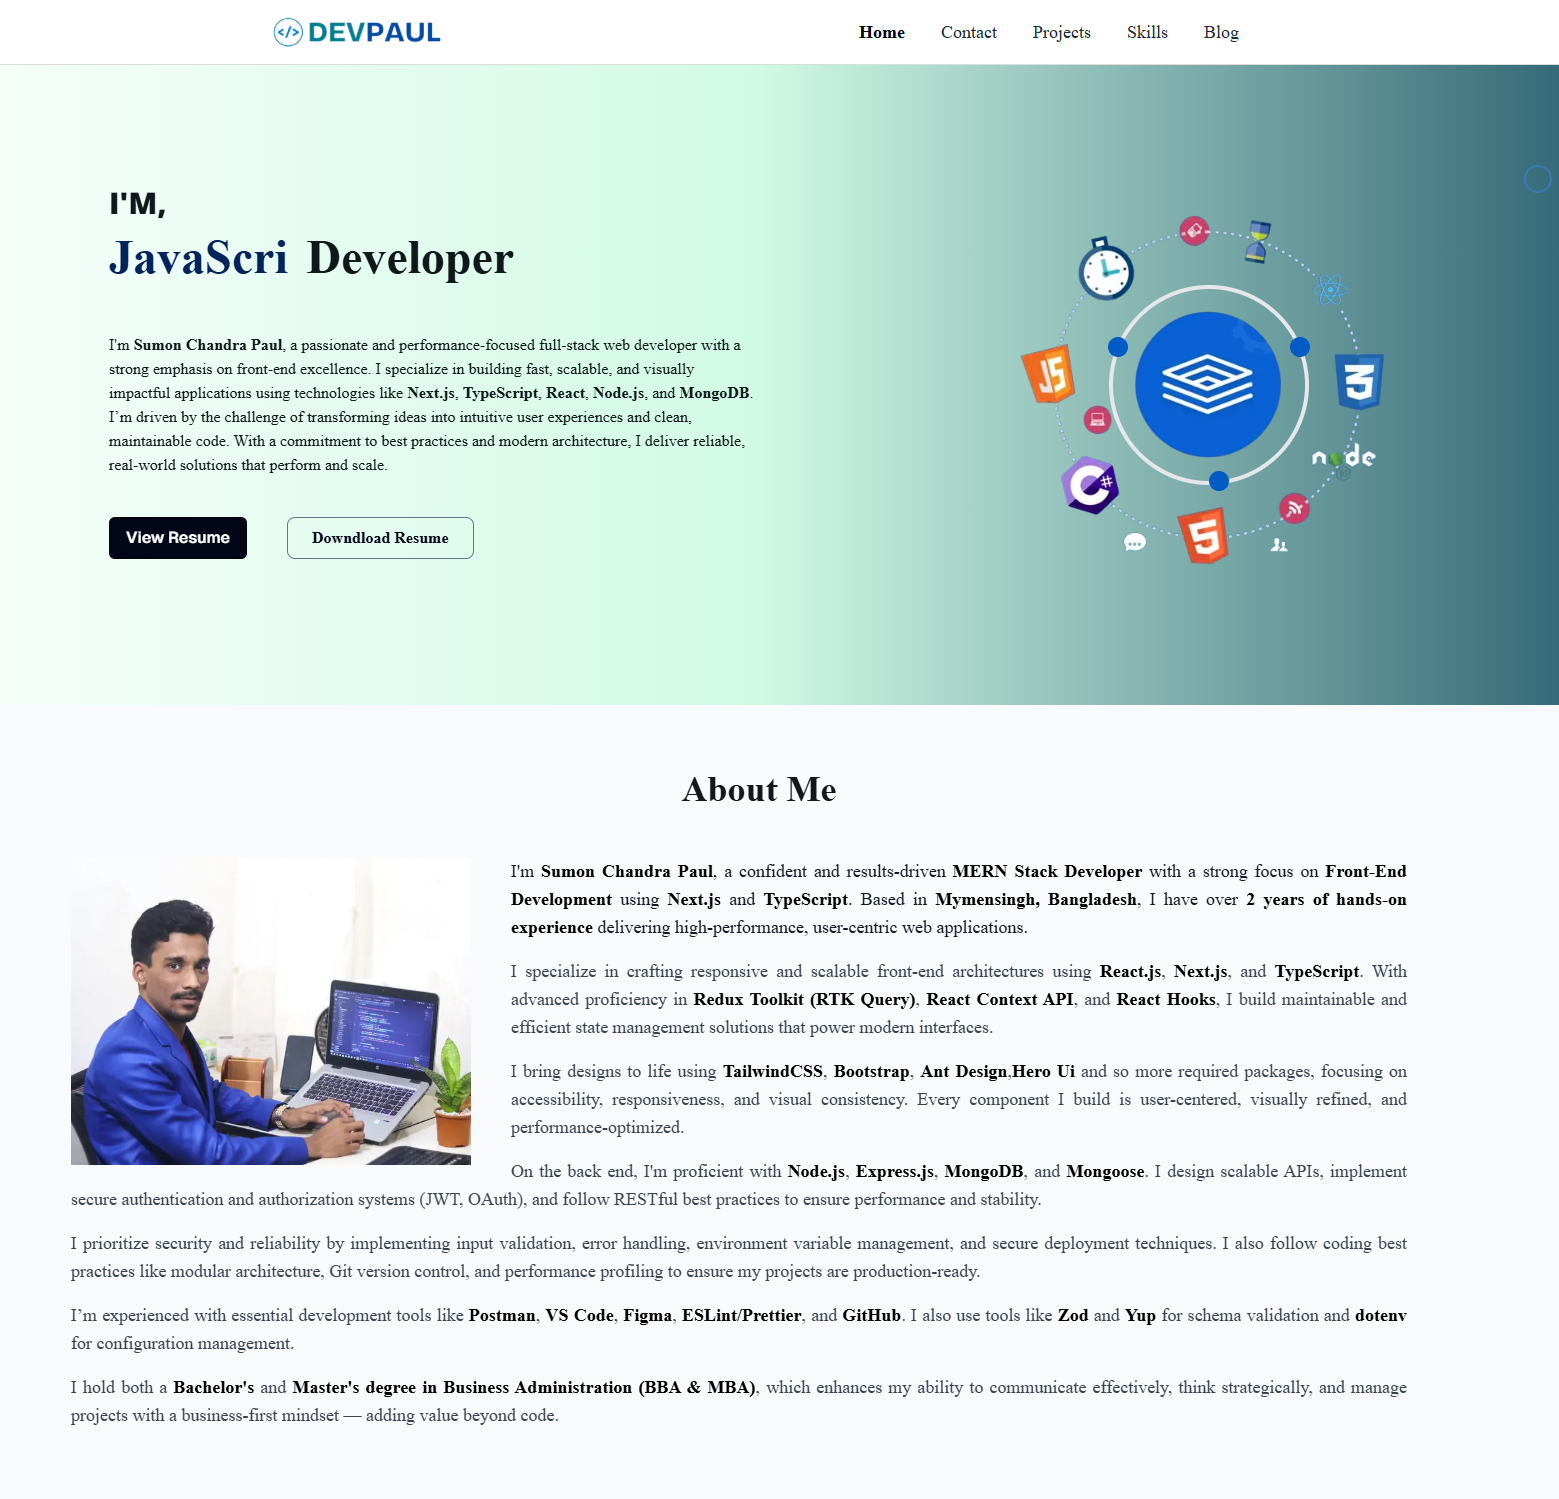 </> DEVPAUL
Home Contact Projects Skills Blog
I'M,
JavaScri Developer
I'm Sumon Chandra Paul, a passionate and performance-focused full-stack web developer with a
strong emphasis on front-end excellence. I specialize in building fast, scalable, and visually
impactful applications using technologies like Next.js, TypeScript, React, Node.js, and MongoDB.
I’m driven by the challenge of transforming ideas into intuitive user experiences and clean,
maintainable code. With a commitment to best practices and modern architecture, I deliver reliable,
real-world solutions that perform and scale.
View Resume Downdload Resume
JS
3
node
C#
5
About Me
I'm Sumon Chandra Paul, a confident and results-driven MERN Stack Developer with a strong focus on Front-End
Development using Next.js and TypeScript. Based in Mymensingh, Bangladesh, I have over 2 years of hands-on
experience delivering high-performance, user-centric web applications.
I specialize in crafting responsive and scalable front-end architectures using React.js, Next.js, and TypeScript. With
advanced proficiency in Redux Toolkit (RTK Query), React Context API, and React Hooks, I build maintainable and
efficient state management solutions that power modern interfaces.
I bring designs to life using TailwindCSS, Bootstrap, Ant Design,Hero Ui and so more required packages, focusing on
accessibility, responsiveness, and visual consistency. Every component I build is user-centered, visually refined, and
performance-optimized.
On the back end, I'm proficient with Node.js, Express.js, MongoDB, and Mongoose. I design scalable APIs, implement
secure authentication and authorization systems (JWT, OAuth), and follow RESTful best practices to ensure performance and stability.
I prioritize security and reliability by implementing input validation, error handling, environment variable management, and secure deployment techniques. I also follow coding best
practices like modular architecture, Git version control, and performance profiling to ensure my projects are production-ready.
I’m experienced with essential development tools like Postman, VS Code, Figma, ESLint/Prettier, and GitHub. I also use tools like Zod and Yup for schema validation and dotenv
for configuration management.
I hold both a Bachelor's and Master's degree in Business Administration (BBA & MBA), which enhances my ability to communicate effectively, think strategically, and manage
projects with a business-first mindset — adding value beyond code.